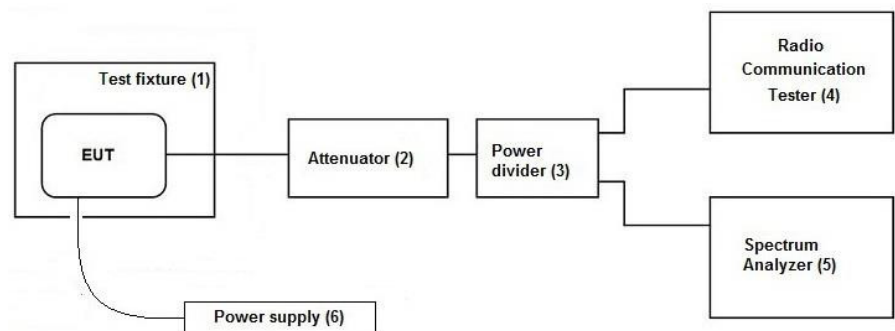 Test fixture (1)
EUT
Attenuator (2)
Power
divider (3)
Radio
Communication
Tester (4)
Spectrum
Analyzer (5)
Power supply (6)